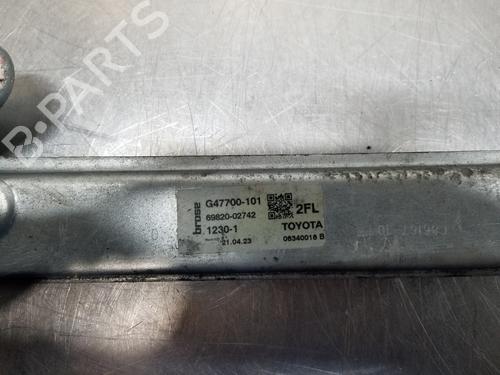 B-PARTS
brose
G47700-101
69820-02742
1230-1
21.04.23
2FL
TOYOTA
06340018 B